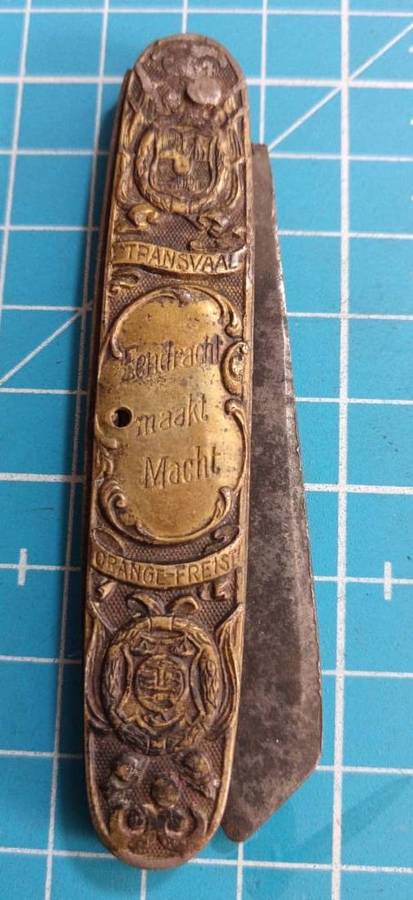 TRANSVAAL
Eendracht
maakt
Macht
ORANGE-FREIST